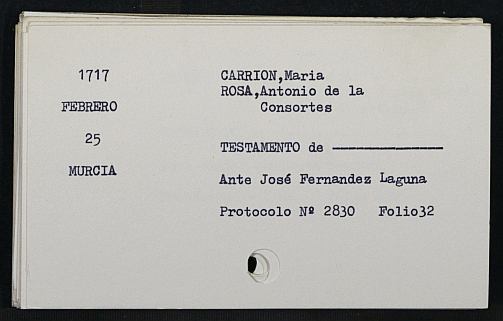 1717
FEBRERO
25
MURCIA
CARRION,Maria
ROSA,Antonio de la
Consortes
TESTAMENTO de ---------------
Ante José Fernandez Laguna
Protocolo Nº 2830 Folio32